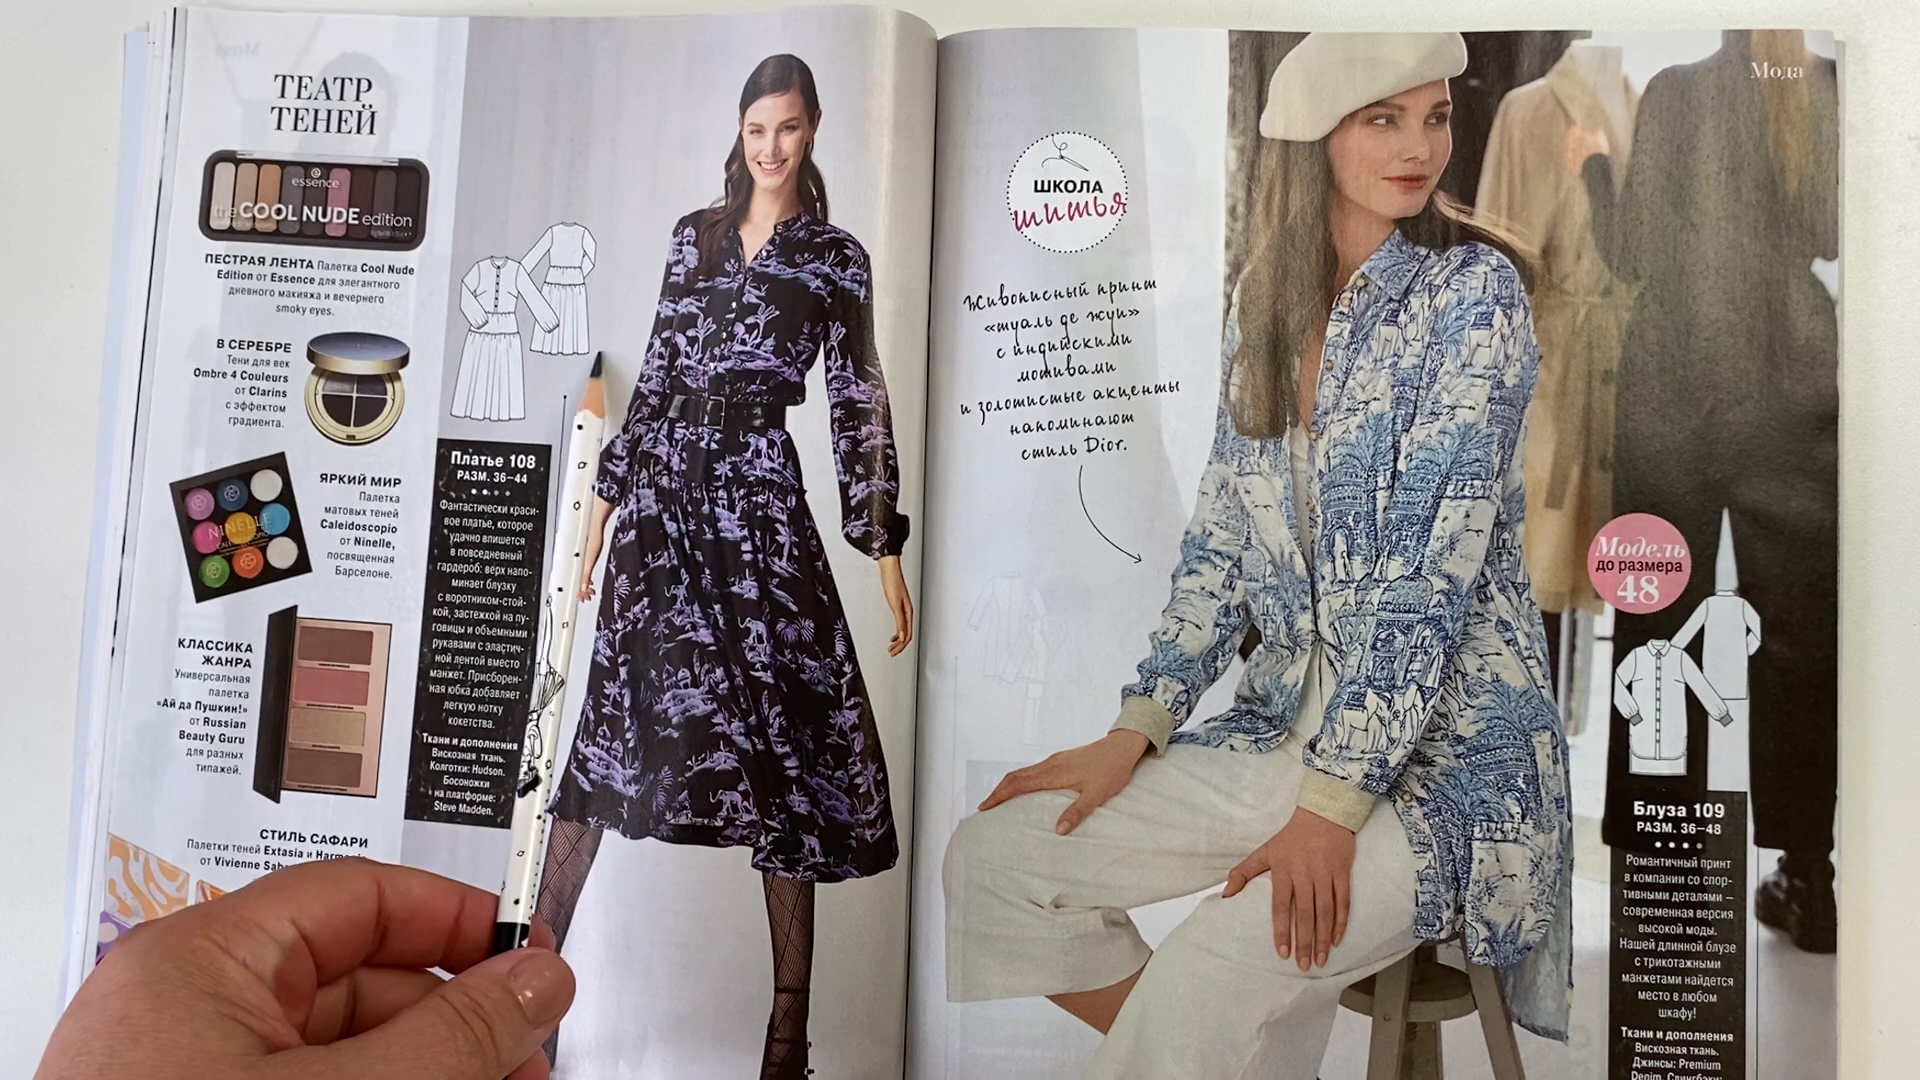 ТЕАТР
ТЕНЕЙ
essence
the COOL NUDE edition
ПЕСТРАЯ ЛЕНТА Палетка Cool Nude
Edition от Essence для элегантного
дневного макияжа и вечернего
smoky eyes.
В СЕРЕБРЕ
Тени для век
Ombre 4 Couleurs
от Clarins
с эффектом
градиента.
NINELLE
ЯРКИЙ МИР
Палетка
матовых теней
Caleidoscopio
от Ninelle,
посвященная
Барселоне.
КЛАССИКА
ЖАНРА
Универсальная
палетка
«Ай да Пушкин!»
от Russian
Beauty Guru
для разных
типажей.
СТИЛЬ САФАРИ
Палетки теней Extasia и
от Vivienne
Платье 108
РАЗМ. 36–44
Фантастически краси-
вое платье, которое
удачно впишется
в повседневный
гардероб: верх напо-
минает блузку
с воротником-стой-
кой, застежкой на пу-
говицы и объемными
рукавами с эластич-
ной лентой вместо
манжет. Присборен-
ная юбка добавляет
легкую нотку
кокетства.
Ткани и дополнения
Вискозная ткань.
Колготки: Hudson.
Босоножки
на платформе:
Steve Madden.
Мода
ШКОЛА
шитья
Живописный принт
«туаль де жуи»
с индийскими
мотивами
и золотистые акценты
напоминают
стиль Dior.
Модель
до размера
48
Блуза 109
РАЗМ. 36–48
Романтичный принт
в компании со спор-
тивными деталями –
современная версия
высокой моды.
Нашей длинной блузе
с трикотажными
манжетами найдется
место в любом
шкафу!
Ткани и дополнения
Вискозная ткань.
Джинсы: Premium
Denim. Слингбэки: